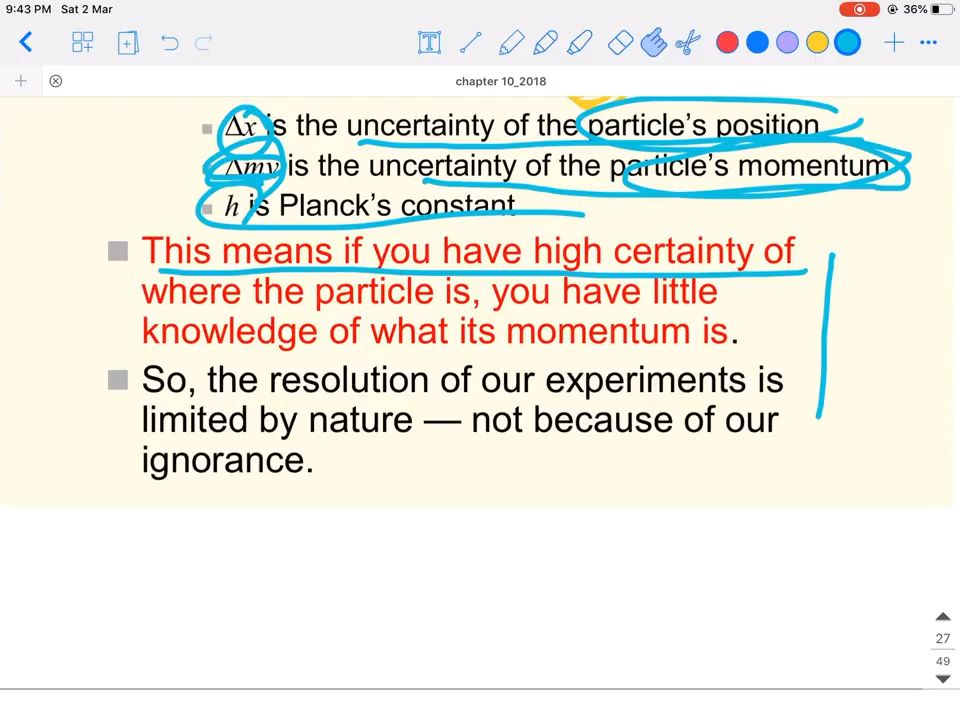 9:43 PM Sat 2 Mar
36%
chapter 10_2018
Δx is the uncertainty of the particle's position
Δmv is the uncertainty of the particle's momentum
h is Planck's constant
This means if you have high certainty of
where the particle is, you have little
knowledge of what its momentum is.
So, the resolution of our experiments is
limited by nature — not because of our
ignorance.
27
49